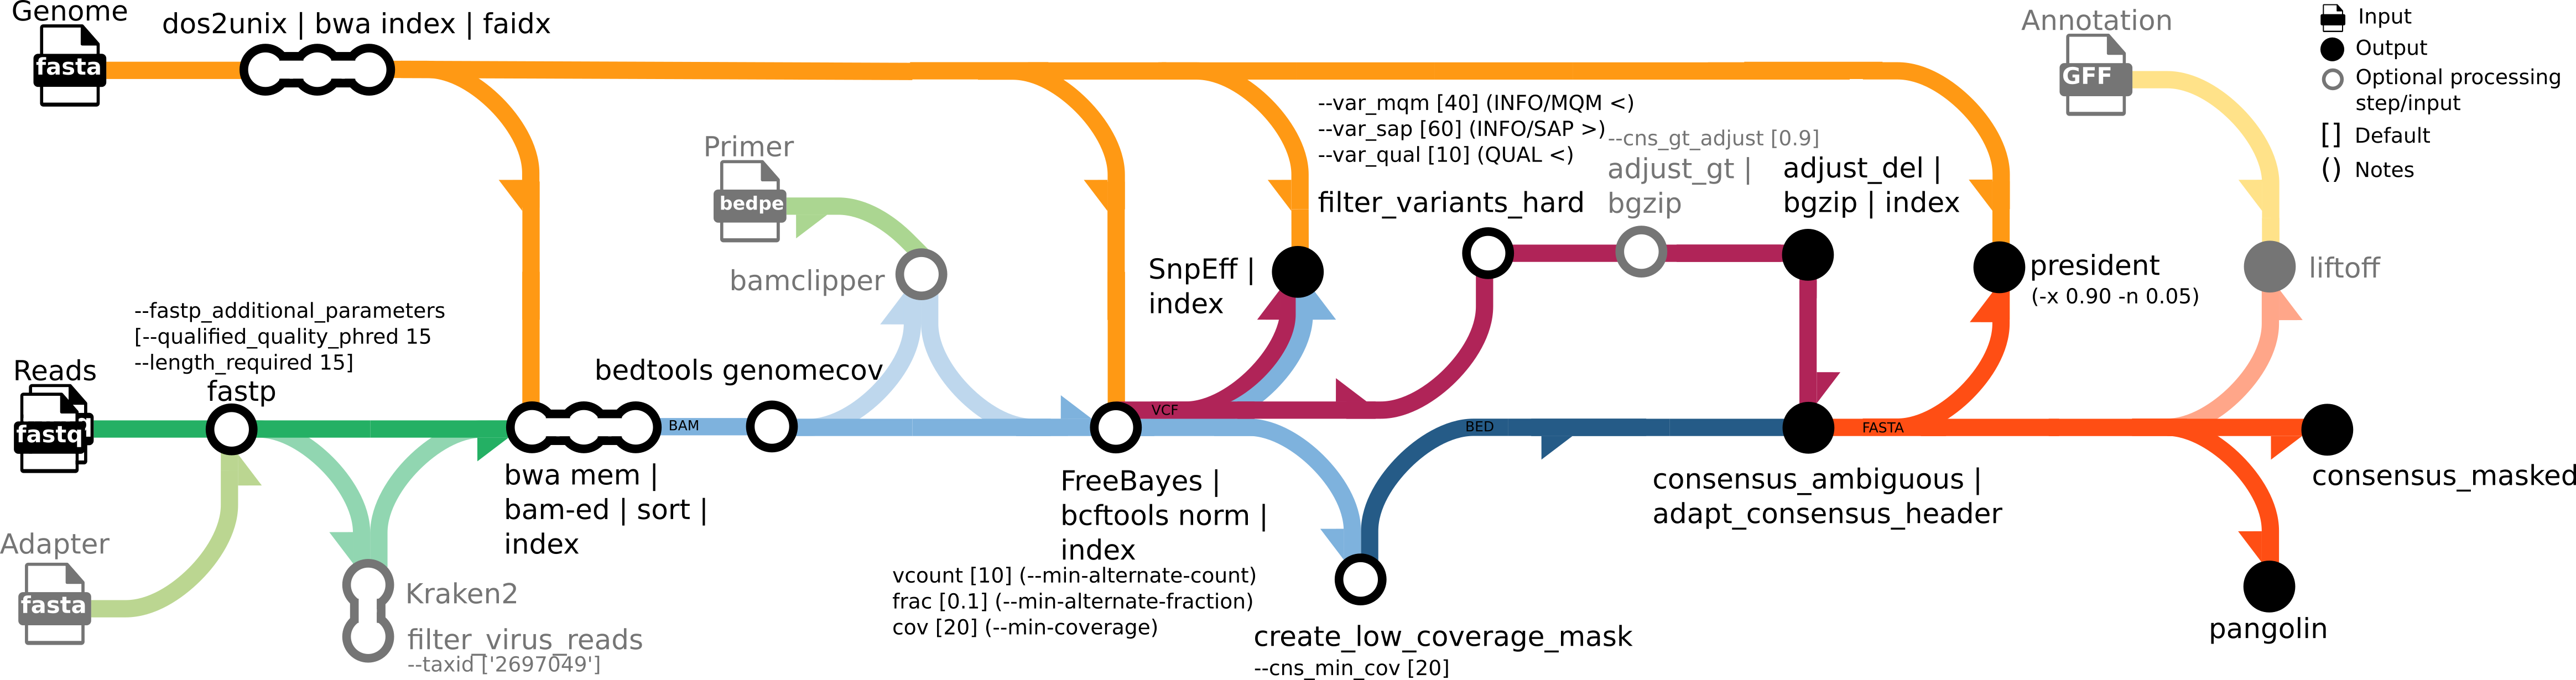 Genome
fasta
dos2unix | bwa index | faidx
Annotation
GFF
Input
Output
Optional processing
step/input
[] Default
() Notes
--var_mqm [40] (INFO/MQM <)
--var_sap [60] (INFO/SAP >)
--var_qual [10] (QUAL <)
filter_variants_hard
--cns_gt_adjust [0.9]
adjust_gt |
bgzip
adjust_del |
bgzip | index
Primer
bedpe
bamclipper
SnpEff |
index
president
(-x 0.90 -n 0.05)
liftoff
--fastp_additional_parameters
[--qualified_quality_phred 15
--length_required 15]
fastp
Reads
fastq
bedtools genomecov
BAM
VCF
BED
FASTA
bwa mem |
bam-ed | sort |
index
FreeBayes |
bcftools norm |
index
vcount [10] (--min-alternate-count)
frac [0.1] (--min-alternate-fraction)
cov [20] (--min-coverage)
consensus_ambiguous |
adapt_consensus_header
consensus_masked
Adapter
fasta
Kraken2
filter_virus_reads
--taxid ['2697049']
create_low_coverage_mask
--cns_min_cov [20]
pangolin